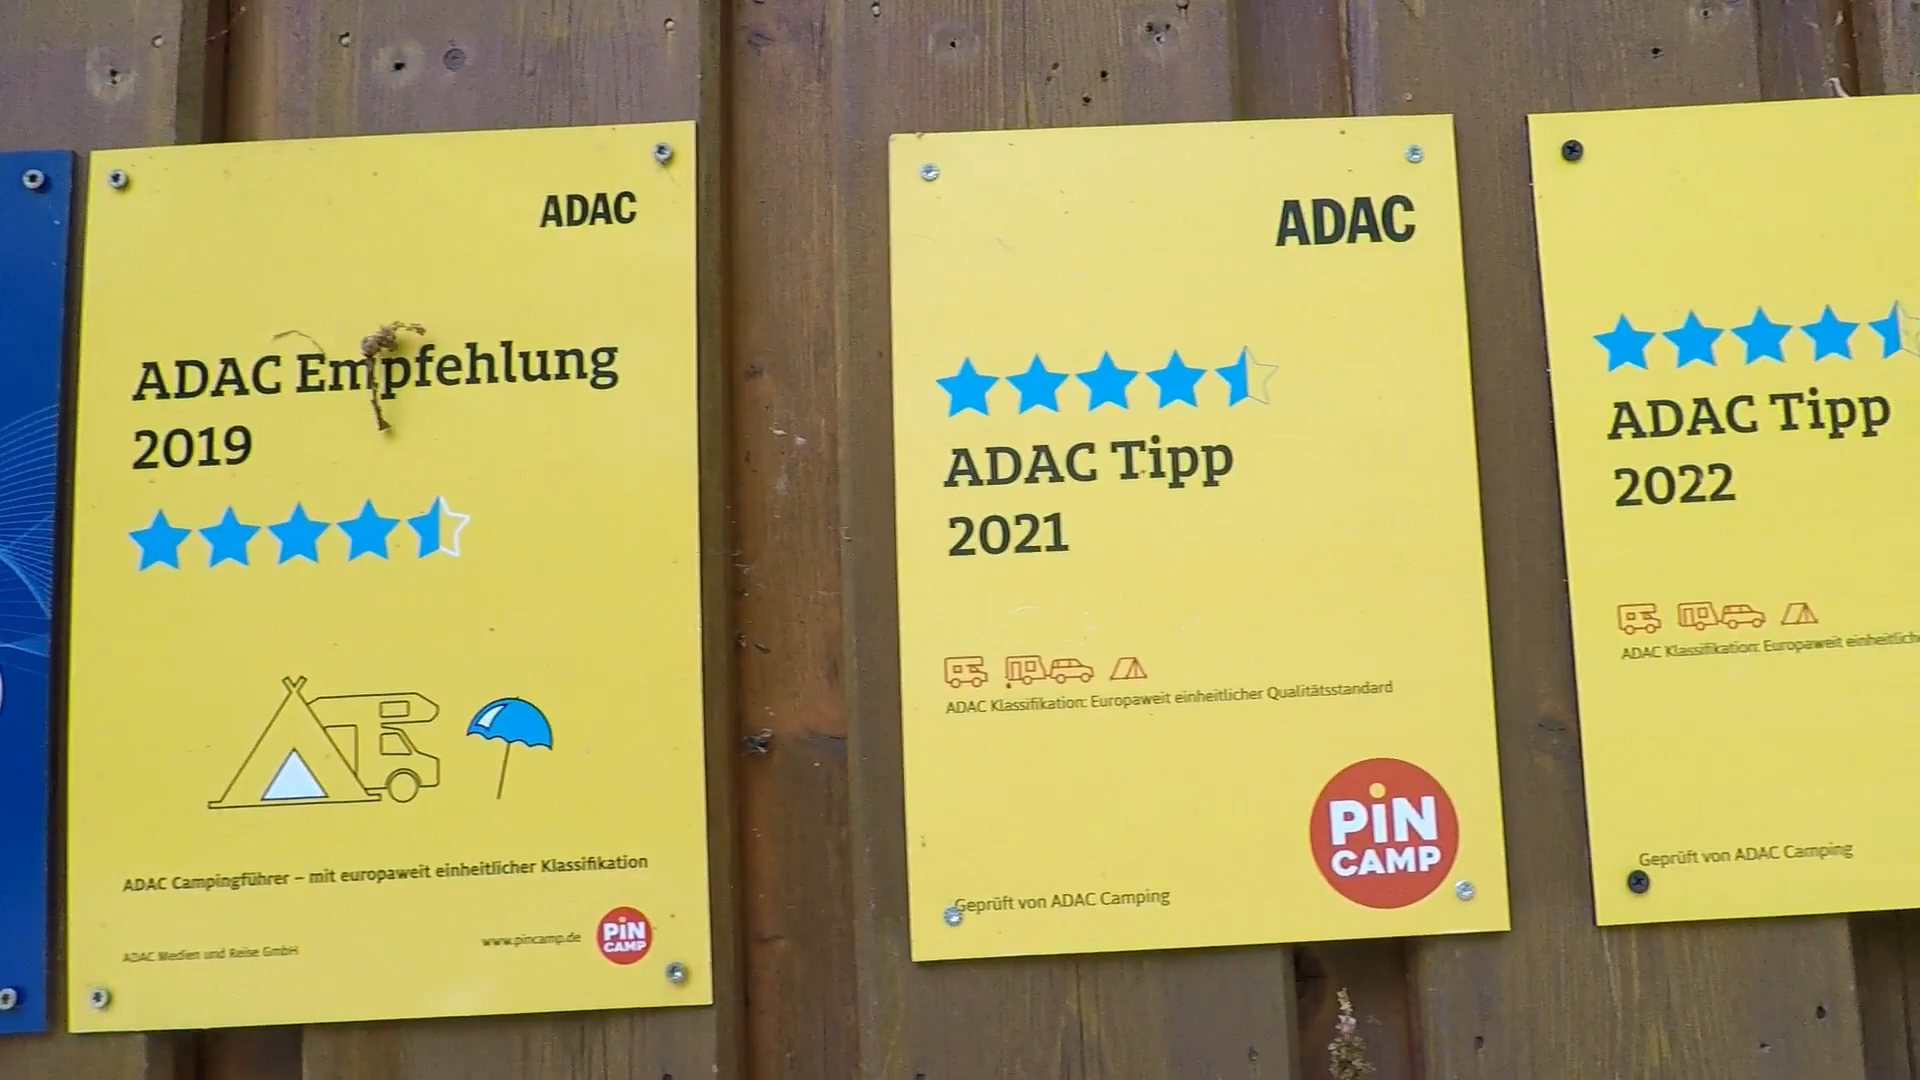 ADAC
ADAC Empfehlung
2019
ADAC Campingführer – mit europaweit einheitlicher Klassifikation
ADAC Medien und Reise GmbH
www.pincamp.de
PiN
CAMP
ADAC
ADAC Tipp
2021
ADAC Klassifikation: Europaweit einheitlicher Qualitätsstandard
Geprüft von ADAC Camping
PiN
CAMP
ADAC Tipp
2022
ADAC Klassifikation: Europaweit
Geprüft von ADAC Camping